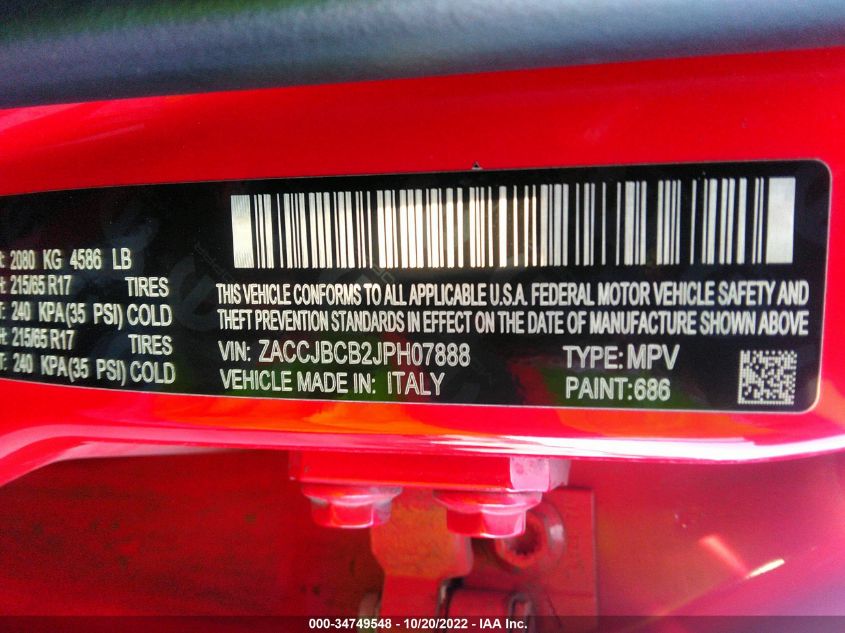 : 2080 KG 4586 LB
H: 215/65 R17 TIRES
T: 240 KPA(35 PSI) COLD
H: 215/65 R17 TIRES
T: 240 KPA(35 PSI) COLD
THIS VEHICLE CONFORMS TO ALL APPLICABLE U.S.A. FEDERAL MOTOR VEHICLE SAFETY AND
THEFT PREVENTION STANDARDS IN EFFECT ON THE DATE OF MANUFACTURE SHOWN ABOVE
VIN: ZACCJBCB2JPH07888 TYPE: MPV
VEHICLE MADE IN: ITALY PAINT:686
000-34749548 - 10/20/2022 - IAA Inc.